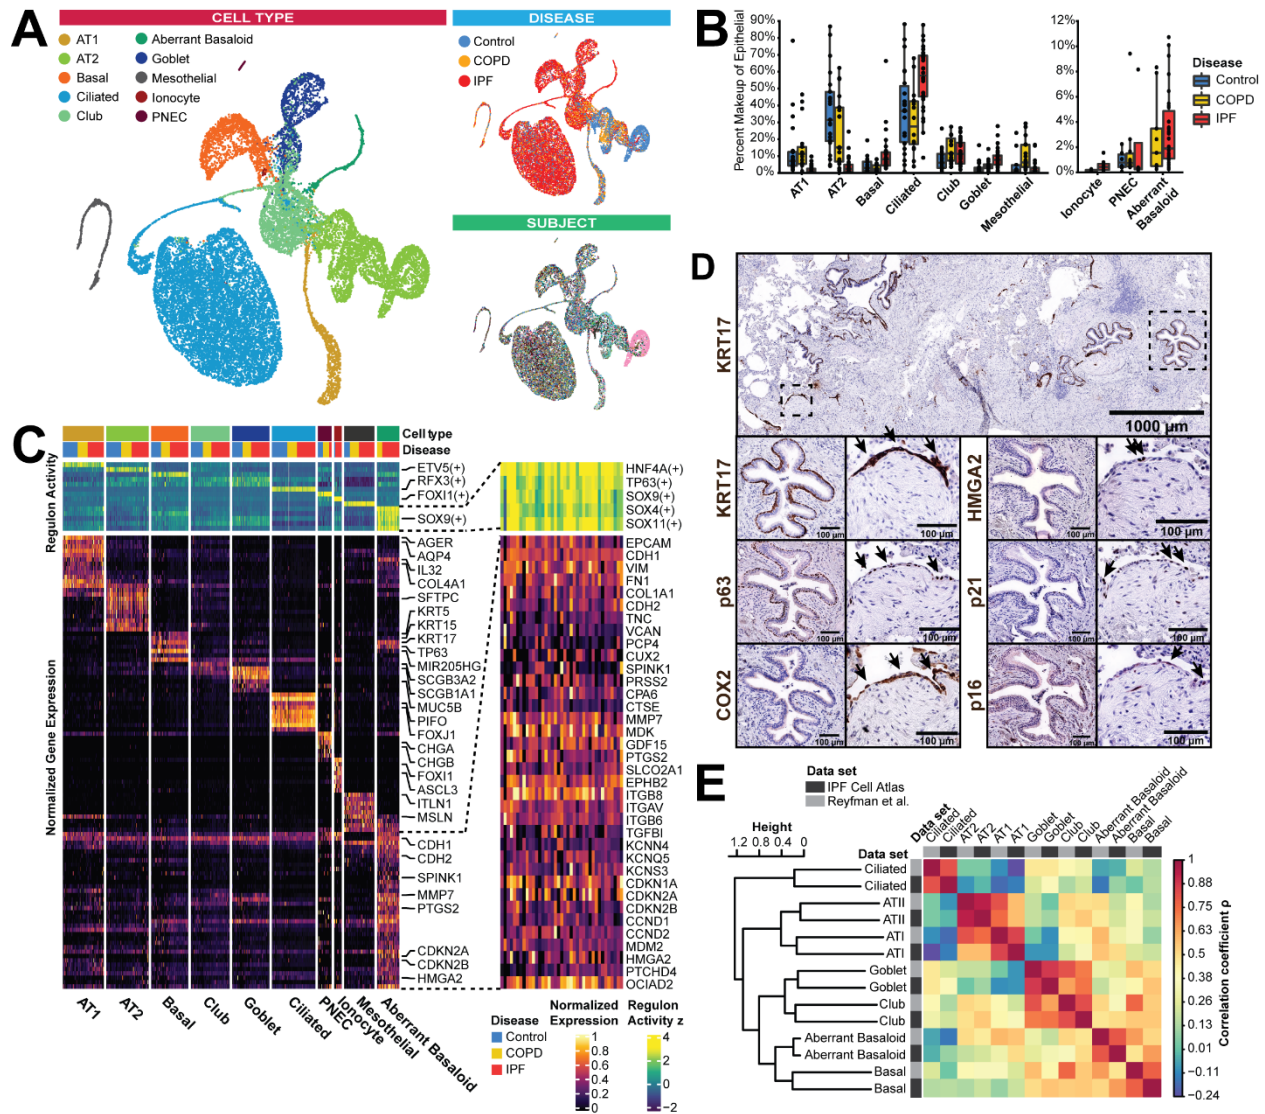 A
CELL TYPE
AT1
AT2
Basal
Ciliated
Club
Aberrant Basaloid
Goblet
Mesothelial
Ionocyte
PNEC
DISEASE
Control
COPD
IPF
SUBJECT
B
Percent Makeup of Epithelial
90%
80%
70%
60%
50%
40%
30%
20%
10%
0%
AT1
AT2
Basal
Ciliated
Club
Goblet
Mesothelial
12%
10%
8%
6%
4%
2%
0%
Ionocyte
PNEC
Aberrant
Basaloid
Disease
Control
COPD
IPF
C
Cell type
Disease
Regulon Activity
ETV5(+)
RFX3(+)
FOXI1(+)
SOX9(+)
HNF4A(+)
TP63(+)
SOX9(+)
SOX4(+)
SOX11(+)
Normalized Gene Expression
AGER
AQP4
IL32
COL4A1
SFTPC
KRT5
KRT15
KRT17
TP63
MIR205HG
SCGB3A2
SCGB1A1
MUC5B
PIFO
FOXJ1
CHGA
CHGB
FOXI1
ASCL3
ITLN1
MSLN
CDH1
CDH2
SPINK1
MMP7
PTGS2
CDKN2A
CDKN2B
HMGA2
EPCAM
CDH1
VIM
FN1
COL1A1
CDH2
TNC
VCAN
PCP4
CUX2
SPINK1
PRSS2
CPA6
CTSE
MMP7
MDK
GDF15
PTGS2
SLCO2A1
EPHB2
ITGB8
ITGAV
ITGB6
TGFBI
KCNN4
KCNQ5
KCNS3
CDKN1A
CDKN2A
CDKN2B
CCND1
CCND2
MDM2
HMGA2
PTCHD4
OCIAD2
AT1
AT2
Basal
Club
Goblet
Ciliated
PNEC
Ionocyte
Mesothelial
Aberrant Basaloid
Disease
Control
COPD
IPF
Normalized
Expression
1
0.8
0.6
0.4
0.2
0
Regulon
Activity z
4
2
0
−2
D
KRT17
1000 µm
KRT17
100 µm
100 µm
HMGA2
100 µm
100 µm
p63
100 µm
100 µm
p21
100 µm
100 µm
COX2
100 µm
100 µm
p16
100 µm
100 µm
E
Data set
IPF Cell Atlas
Reyfman et al.
Height
1.2 0.8 0.4 0
Data set
Data set
Ciliated
Ciliated
AT2
AT2
AT1
AT1
Goblet
Goblet
Club
Club
Aberrant Basaloid
Aberrant Basaloid
Basal
Basal
Ciliated
Ciliated
ATII
ATII
ATI
ATI
Goblet
Goblet
Club
Club
Aberrant Basaloid
Aberrant Basaloid
Basal
Basal
1
0.88
0.75
0.63
0.51
0.38
0.26
0.13
0.01
−0.11
−0.24
Correlation coefficient ρ